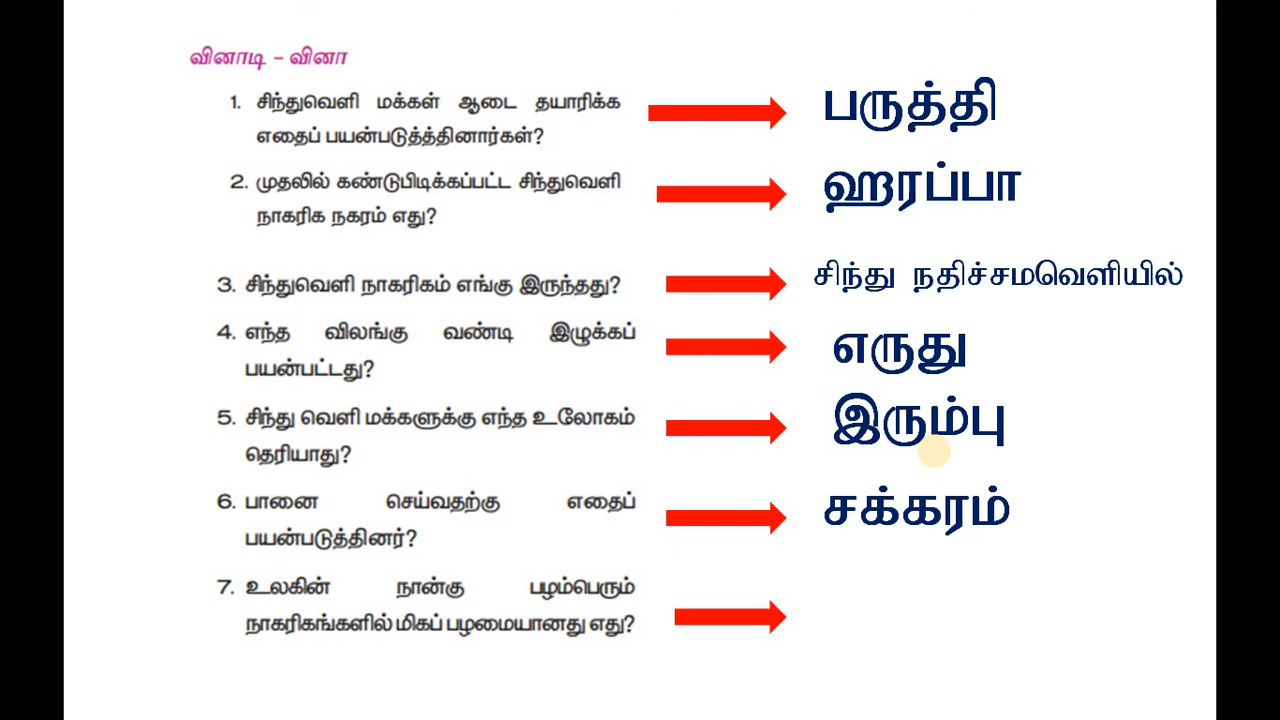 வினாடி – வினா
1. சிந்துவெளி மக்கள் ஆடை தயாரிக்க
எதைப் பயன்படுத்த்தினார்கள்?
பருத்தி
2. முதலில் கண்டுபிடிக்கப்பட்ட சிந்துவெளி
நாகரிக நகரம் எது?
ஹரப்பா
3. சிந்துவெளி நாகரிகம் எங்கு இருந்தது?
சிந்து நதிச்சமவெளியில்
4. எந்த விலங்கு வண்டி இழுக்கப்
பயன்பட்டது?
எருது
5. சிந்து வெளி மக்களுக்கு எந்த உலோகம்
தெரியாது?
இரும்பு
6. பானை செய்வதற்கு எதைப்
பயன்படுத்தினர்?
சக்கரம்
7. உலகின் நான்கு பழம்பெரும்
நாகரிகங்களில் மிகப் பழமையானது எது?